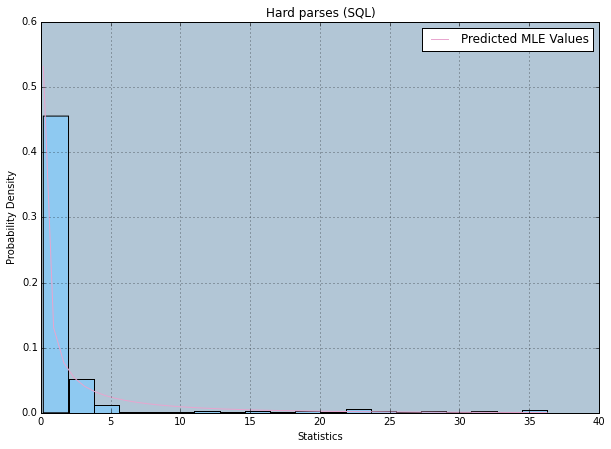 Hard parses (SQL)
Predicted MLE Values
Probability Density
0.6
0.5
0.4
0.3
0.2
0.1
0.0
0 5 10 15 20 25 30 35 40
Statistics